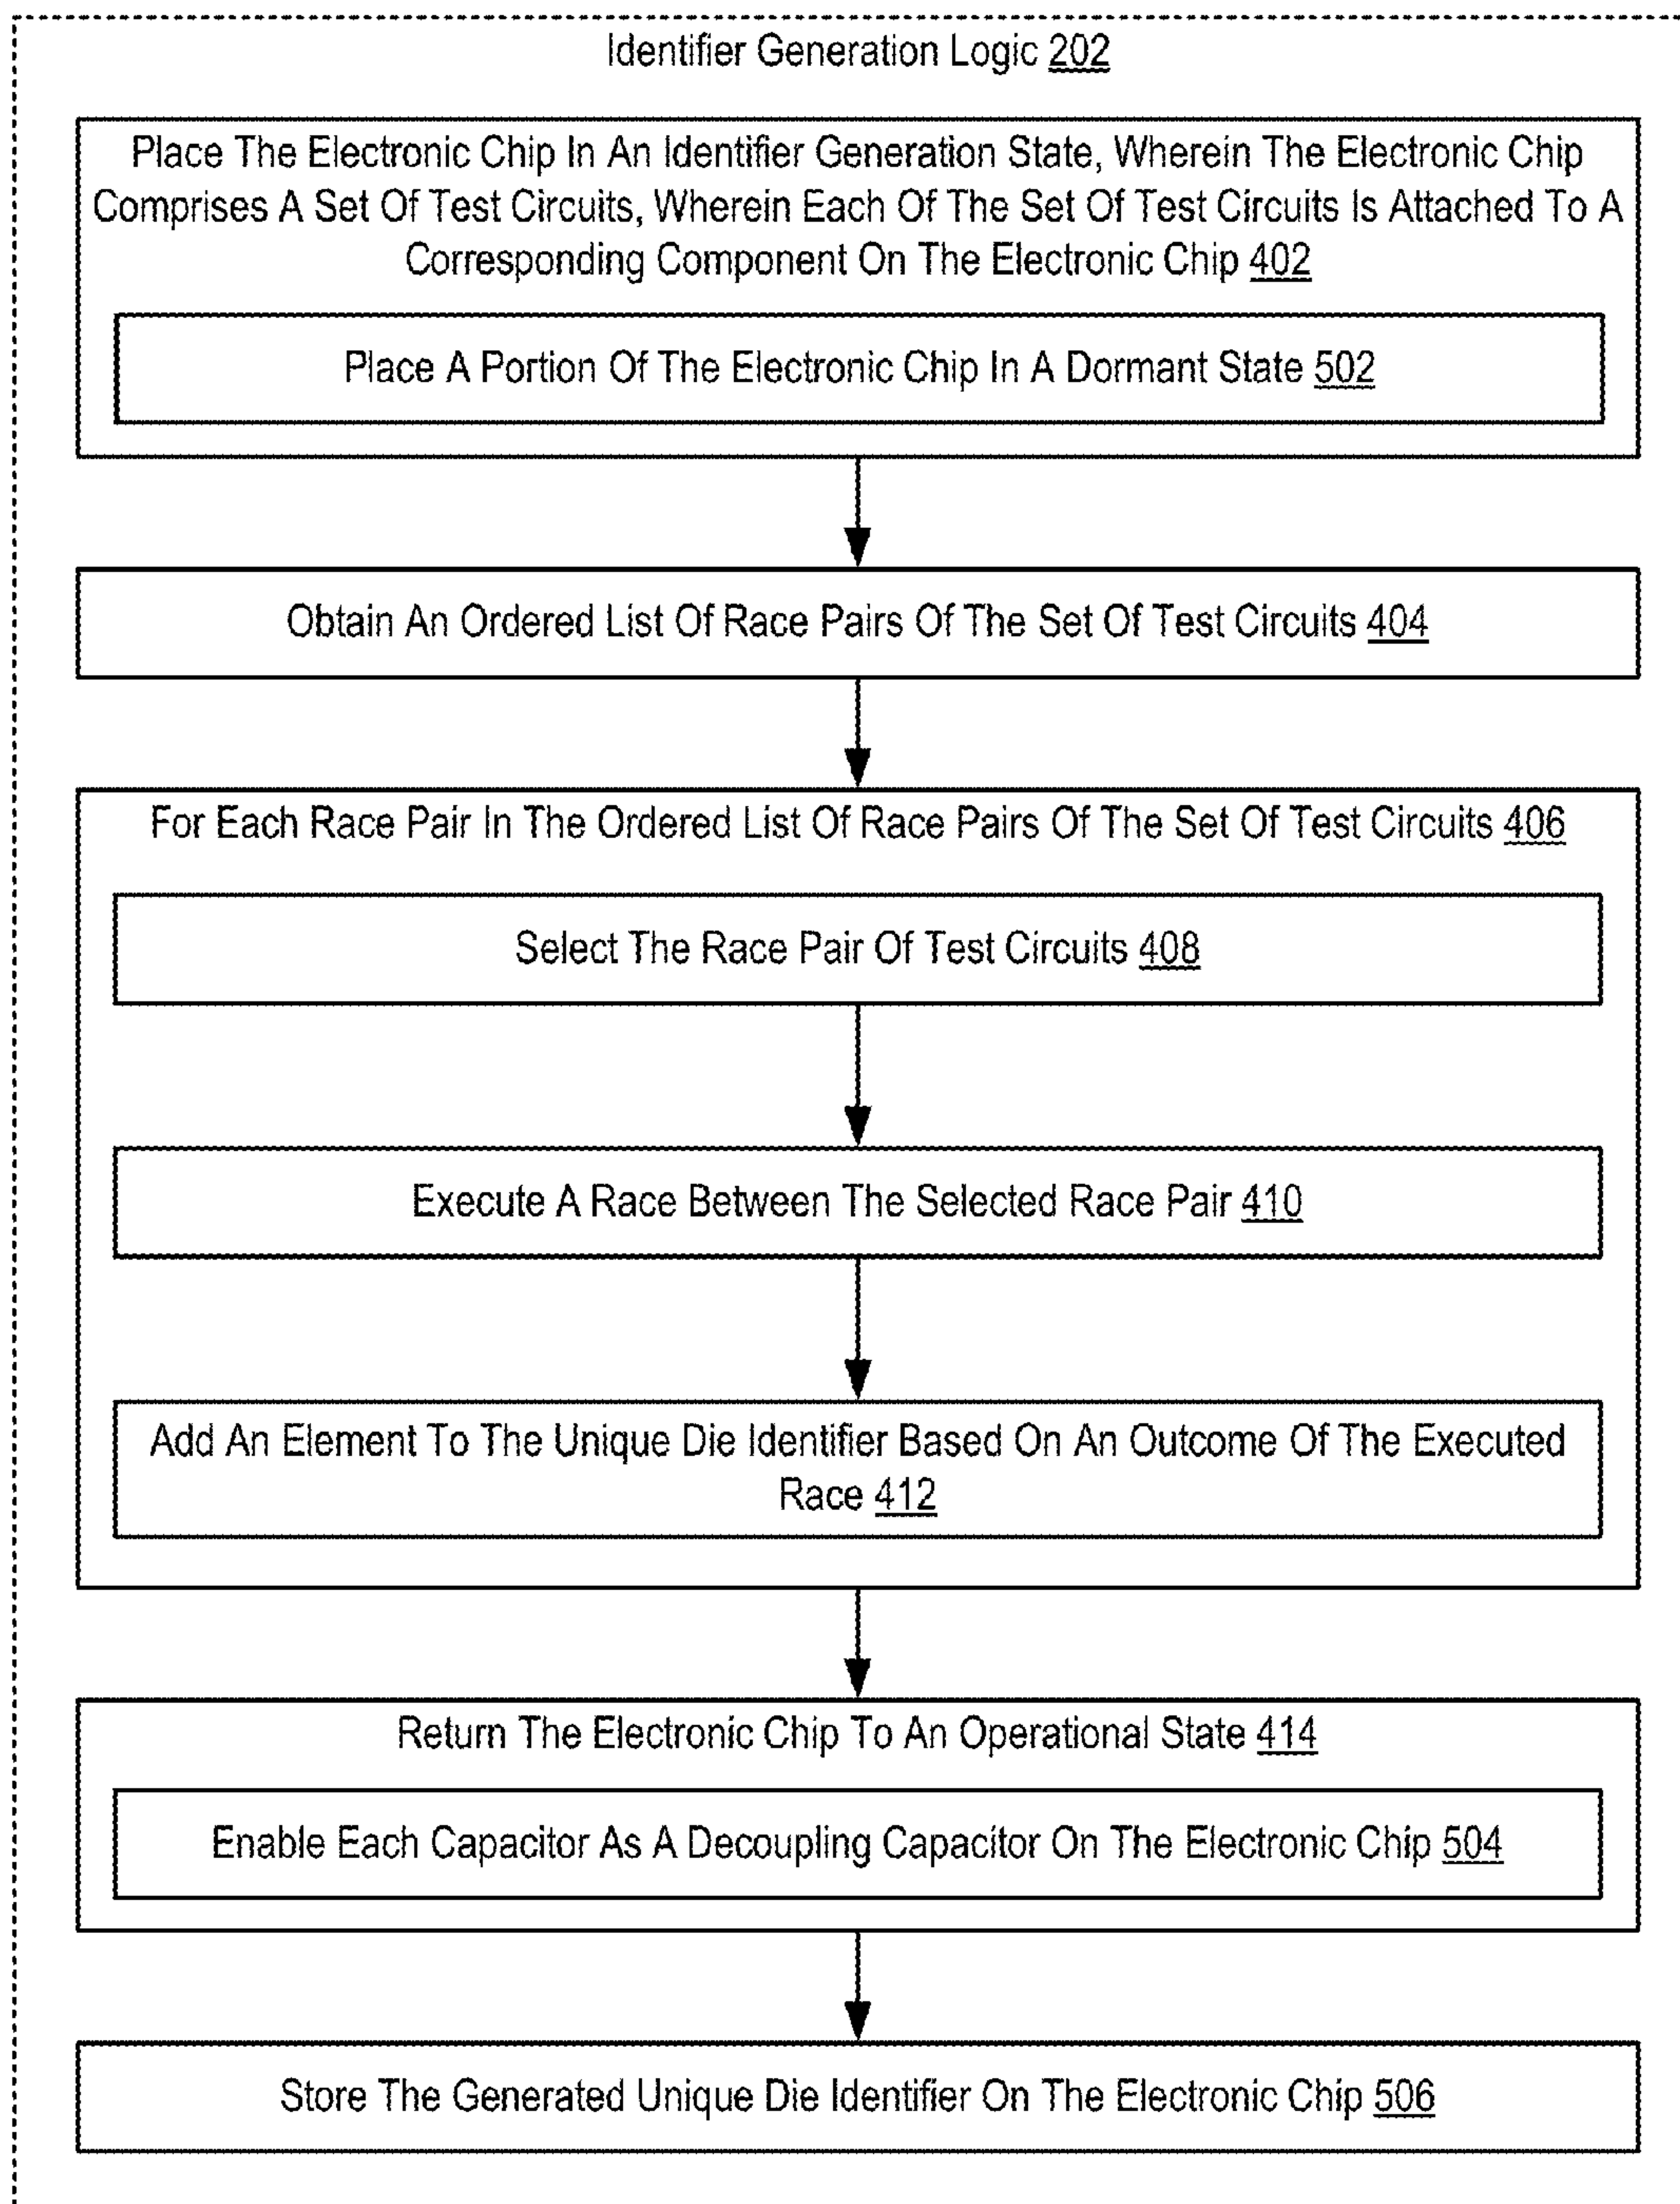 Identifier Generation Logic 202
Place The Electronic Chip In An Identifier Generation State, Wherein The Electronic Chip
Comprises A Set Of Test Circuits, Wherein Each Of The Set Of Test Circuits Is Attached To A
Corresponding Component On The Electronic Chip 402
Place A Portion Of The Electronic Chip In A Dormant State 502
Obtain An Ordered List Of Race Pairs Of The Set Of Test Circuits 404
For Each Race Pair In The Ordered List Of Race Pairs Of The Set Of Test Circuits 406
Select The Race Pair Of Test Circuits 408
Execute A Race Between The Selected Race Pair 410
Add An Element To The Unique Die Identifier Based On An Outcome Of The Executed
Race 412
Return The Electronic Chip To An Operational State 414
Enable Each Capacitor As A Decoupling Capacitor On The Electronic Chip 504
Store The Generated Unique Die Identifier On The Electronic Chip 506